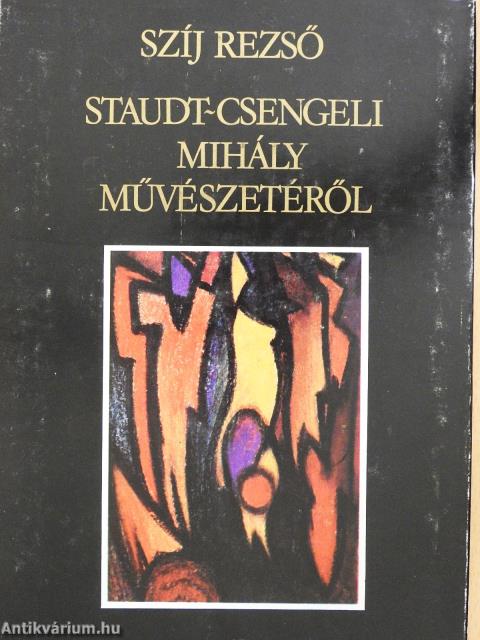 SZÍJ REZSŐ
STAUDT-CSENGELI
MIHÁLY
MŰVÉSZETÉRŐL
Antikvárium.hu